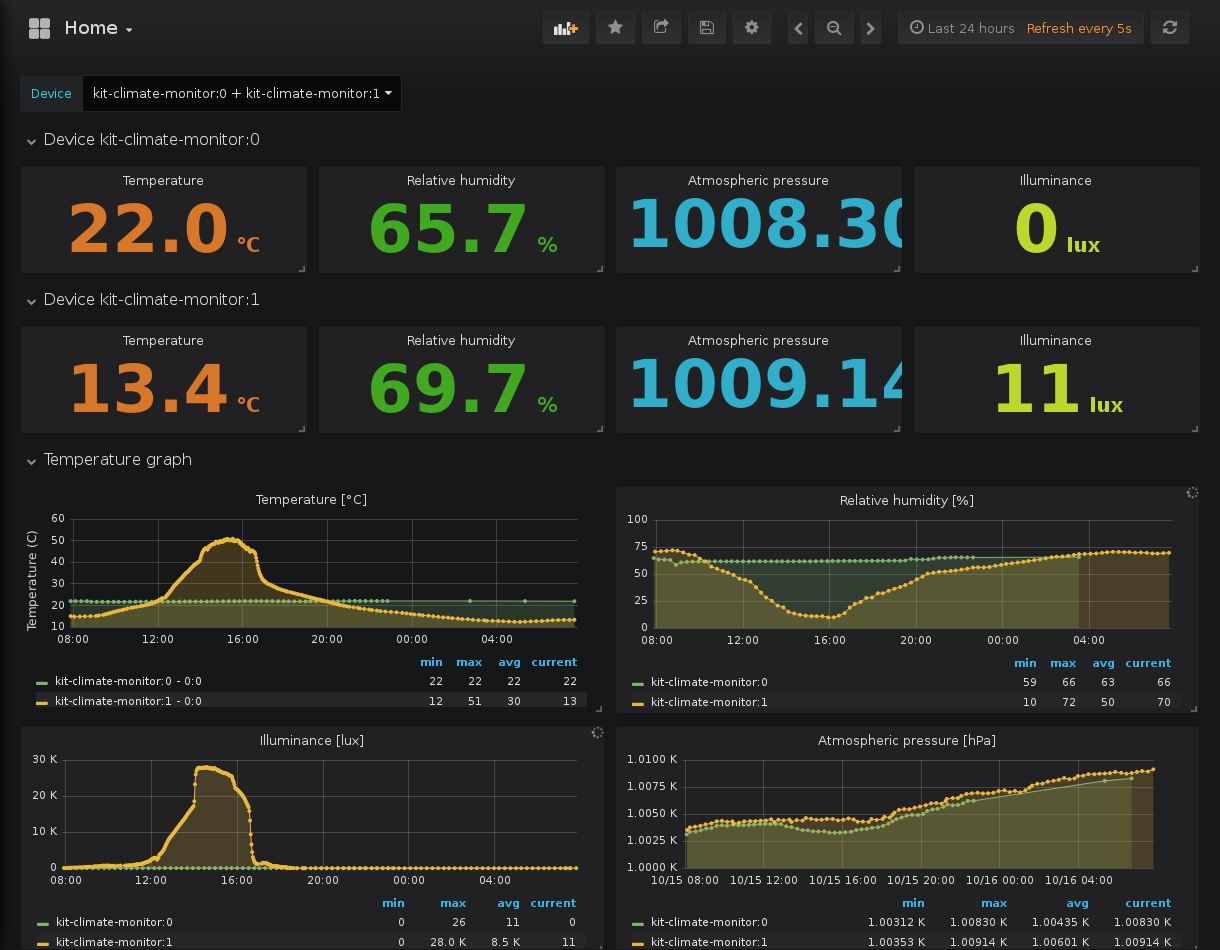 Home
Last 24 hours Refresh every 5s
Device kit-climate-monitor:0 + kit-climate-monitor:1
Device kit-climate-monitor:0
Temperature Relative humidity Atmospheric pressure Illuminance
22.0 °C 65.7 % 1008.30 0 lux
Device kit-climate-monitor:1
Temperature Relative humidity Atmospheric pressure Illuminance
13.4 °C 69.7 % 1009.14 11 lux
Temperature graph
Temperature [°C]
Temperature (C)
60
50
40
30
20
10
08:00 12:00 16:00 20:00 00:00 04:00
min max avg current
kit-climate-monitor:0 - 0:0 22 22 22 22
kit-climate-monitor:1 - 0:0 12 51 30 13
Relative humidity [%]
100
75
50
25
0
08:00 12:00 16:00 20:00 00:00 04:00
min max avg current
kit-climate-monitor:0 59 66 63 66
kit-climate-monitor:1 10 72 50 70
Illuminance [lux]
30 K
20 K
10 K
0
08:00 12:00 16:00 20:00 00:00 04:00
min max avg current
kit-climate-monitor:0 0 26 11 0
kit-climate-monitor:1 0 28.0 K 8.5 K 11
Atmospheric pressure [hPa]
1.0100 K
1.0075 K
1.0050 K
1.0025 K
1.0000 K
10/15 08:00 10/15 12:00 10/15 16:00 10/15 20:00 10/16 00:00 10/16 04:00
min max avg current
kit-climate-monitor:0 1.00312 K 1.00830 K 1.00435 K 1.00830 K
kit-climate-monitor:1 1.00353 K 1.00914 K 1.00601 K 1.00914 K